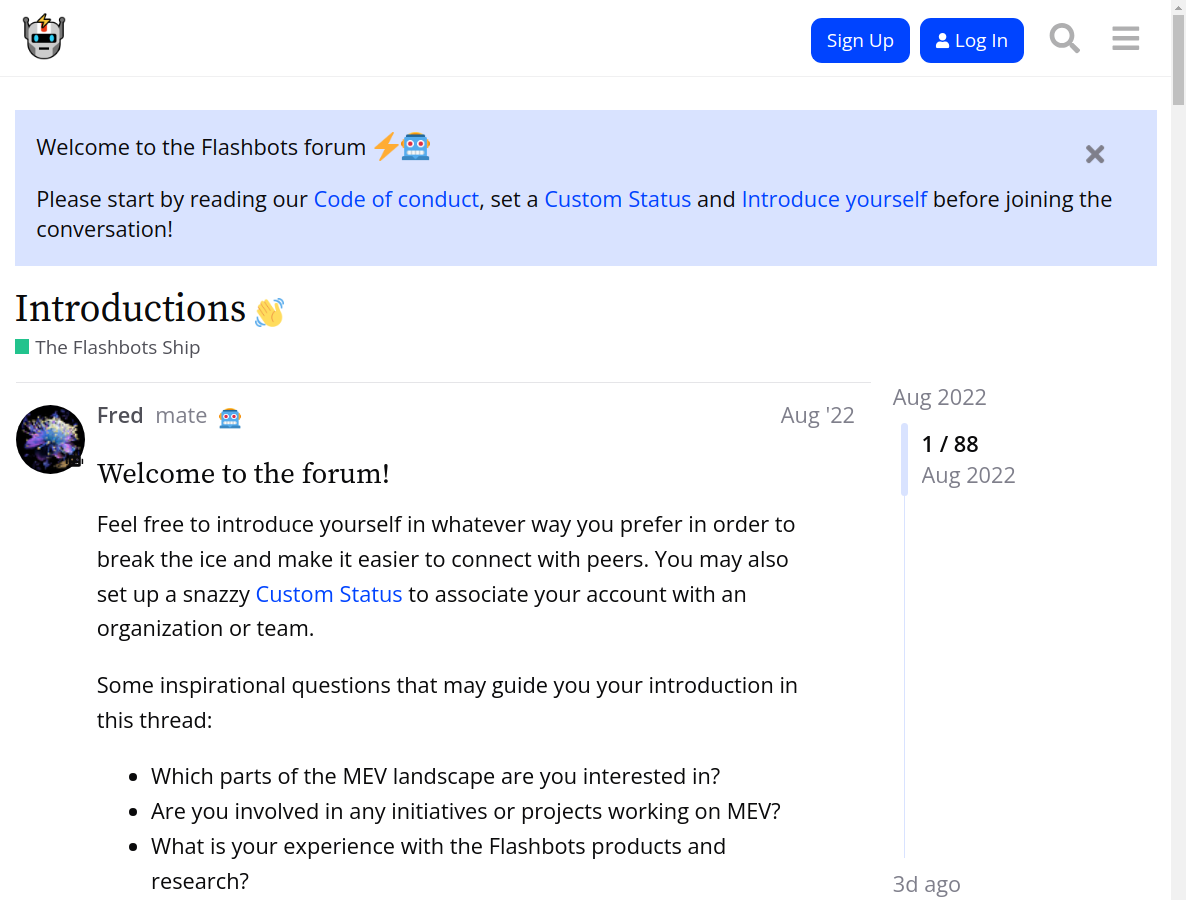 Sign Up
Log In
Welcome to the Flashbots forum
Please start by reading our Code of conduct, set a Custom Status and Introduce yourself before joining the
conversation!
Introductions
The Flashbots Ship
Fred mate Aug '22
Welcome to the forum!
Feel free to introduce yourself in whatever way you prefer in order to
break the ice and make it easier to connect with peers. You may also
set up a snazzy Custom Status to associate your account with an
organization or team.
Some inspirational questions that may guide you your introduction in
this thread:
Which parts of the MEV landscape are you interested in?
Are you involved in any initiatives or projects working on MEV?
What is your experience with the Flashbots products and
research?
Aug 2022
1 / 88
Aug 2022
3d ago